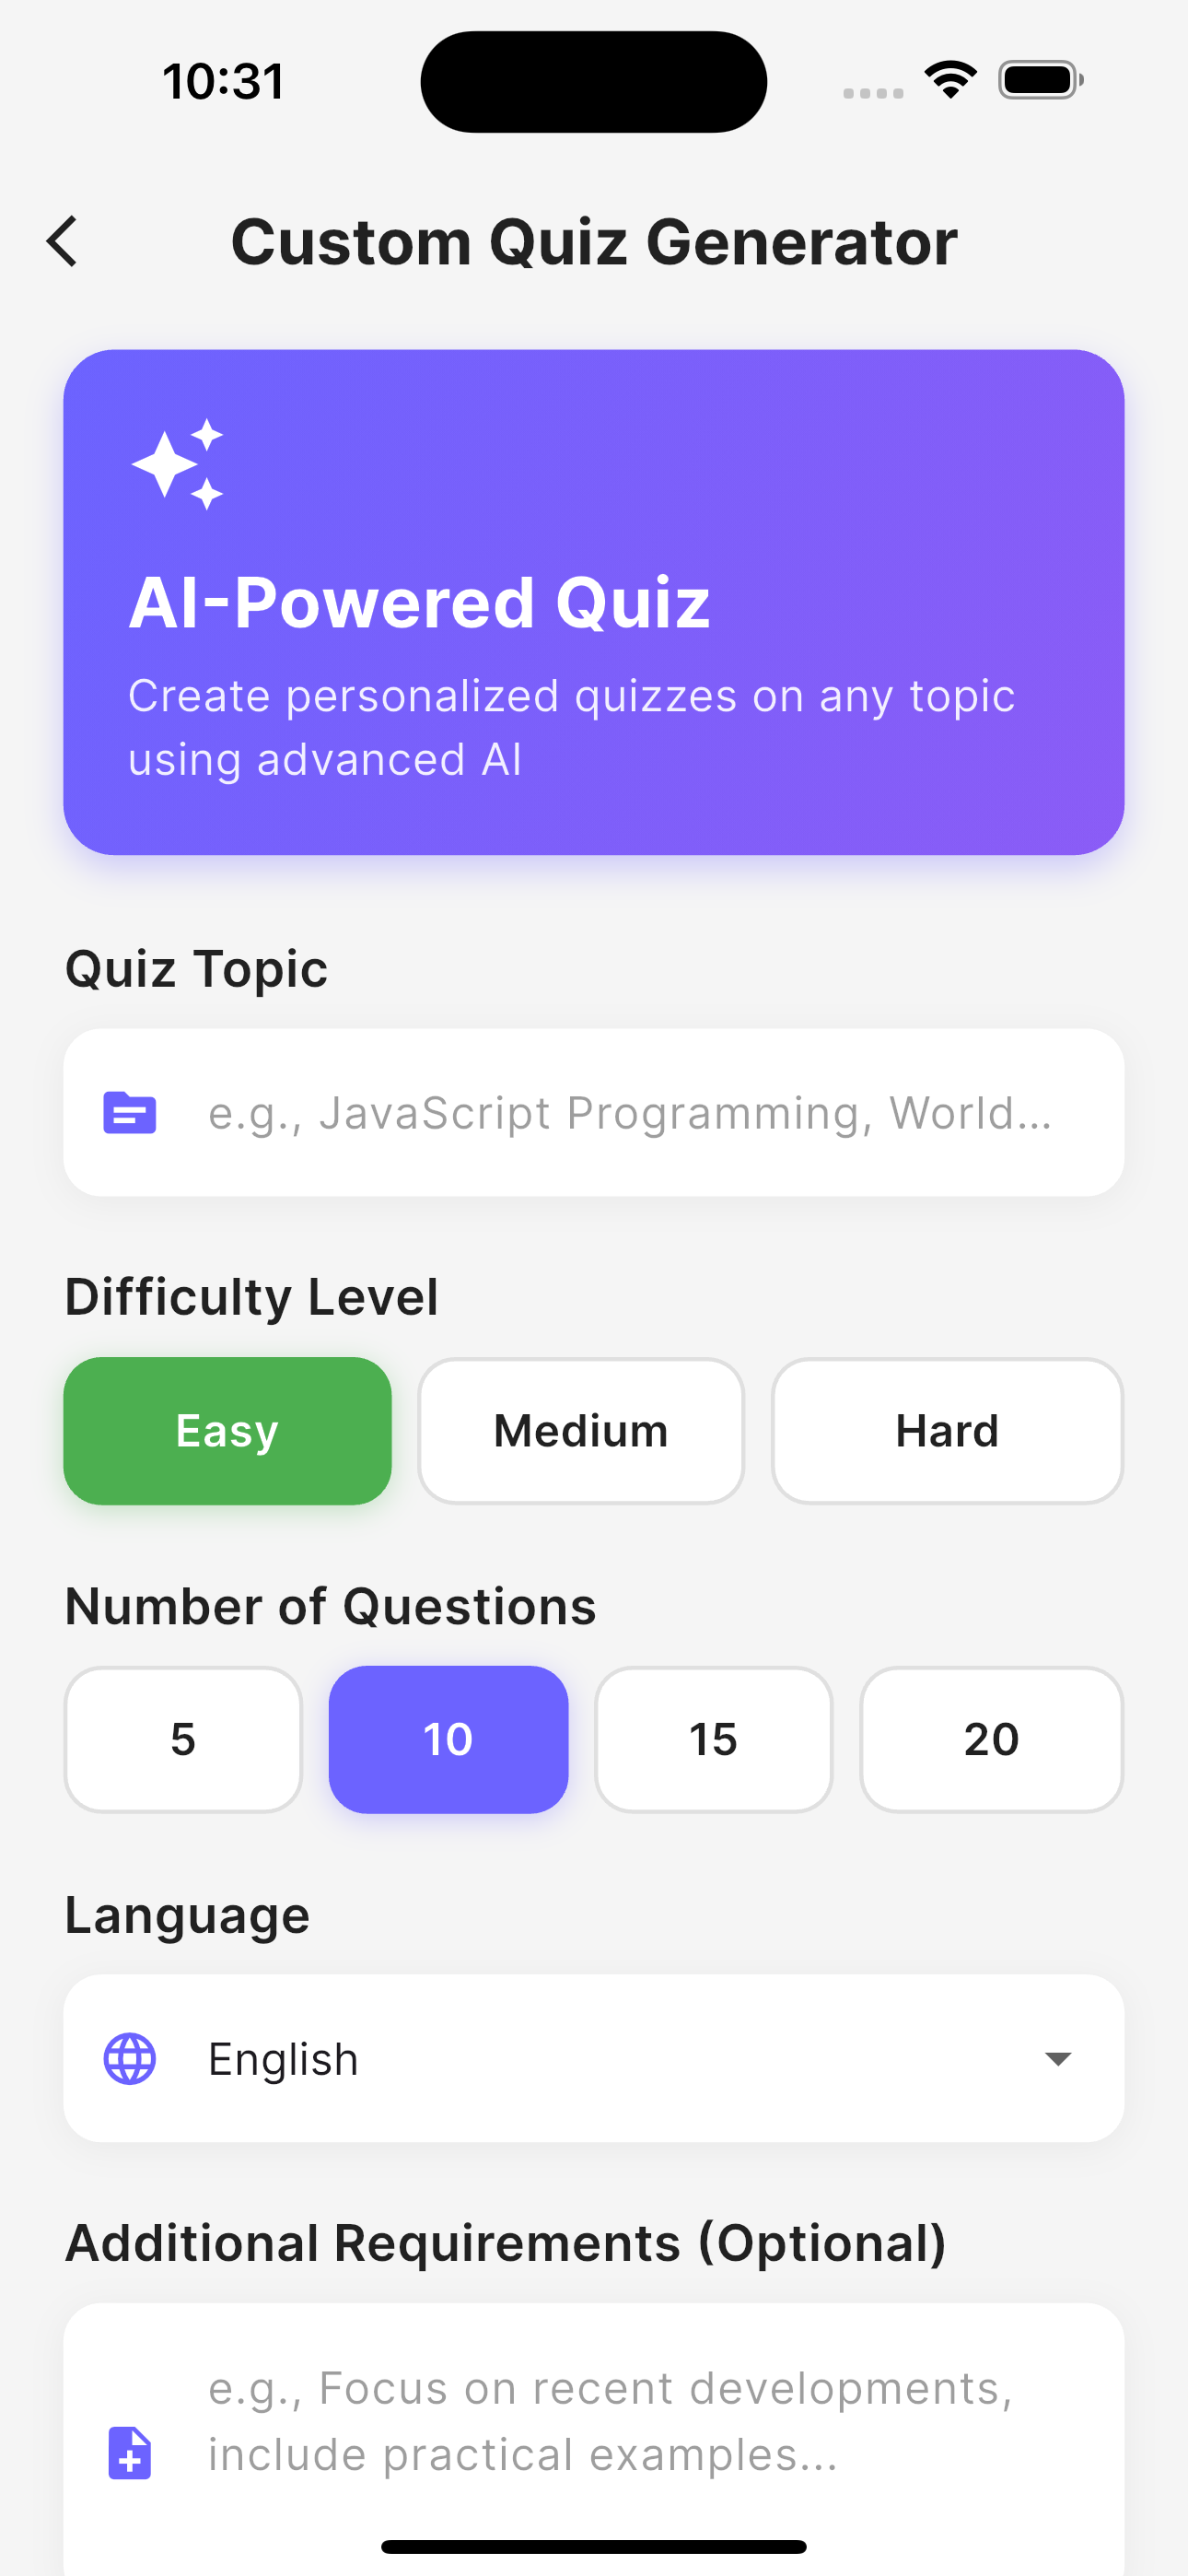 10:31
Custom Quiz Generator
AI-Powered Quiz
Create personalized quizzes on any topic
using advanced AI
Quiz Topic
e.g., JavaScript Programming, World...
Difficulty Level
Easy Medium Hard
Number of Questions
5 10 15 20
Language
English
Additional Requirements (Optional)
e.g., Focus on recent developments,
include practical examples...